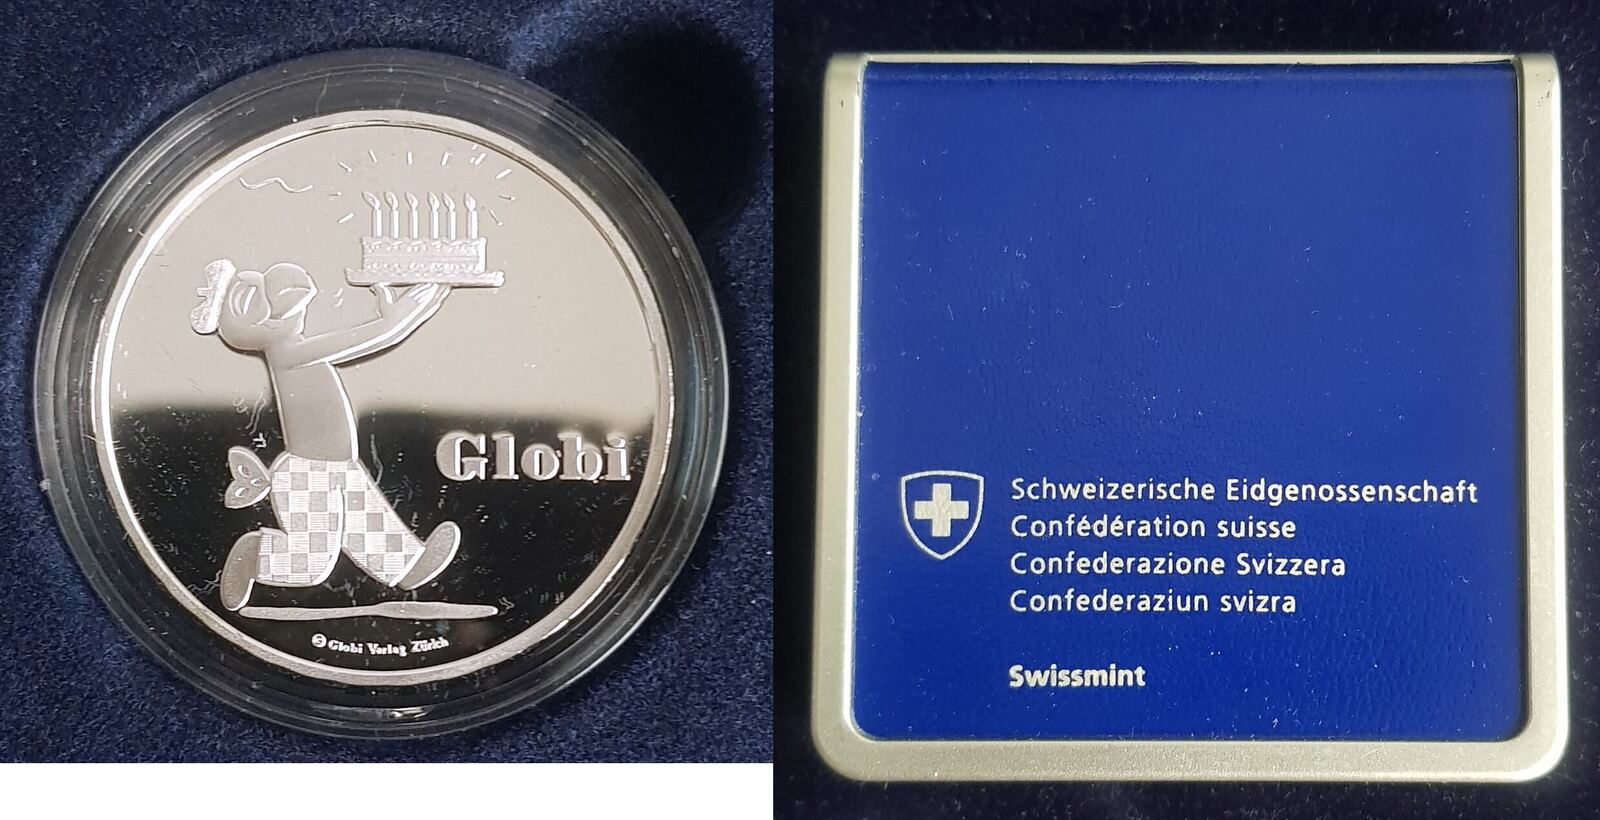 Globi
© Globi Verlag Zürich
Schweizerische Eidgenossenschaft
Confédération suisse
Confederazione Svizzera
Confederaziun svizra
Swissmint